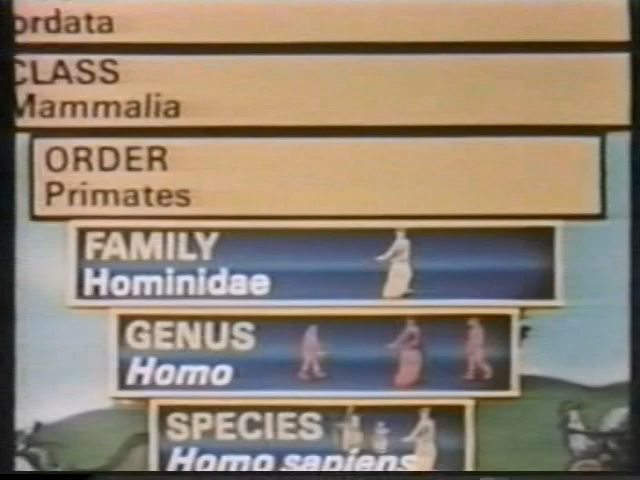 ordata
CLASS
Mammalia
ORDER
Primates
FAMILY
Hominidae
GENUS
Homo
SPECIES
Homo sapiens